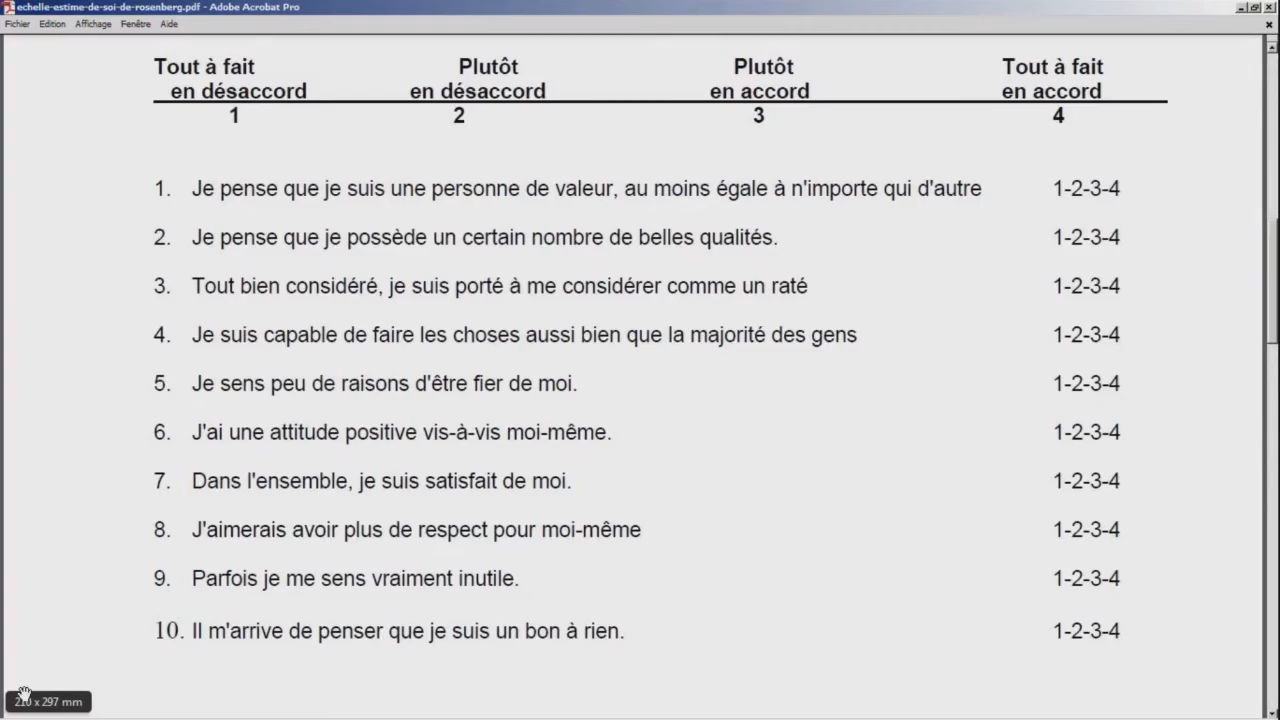 echelle-estime-de-soi-de-rosenberg.pdf - Adobe Acrobat Pro
Fichier Edition Affichage Fenêtre Aide
Tout à fait Plutôt Plutôt Tout à fait
en désaccord en désaccord en accord en accord
1 2 3 4
1. Je pense que je suis une personne de valeur, au moins égale à n'importe qui d'autre 1-2-3-4
2. Je pense que je possède un certain nombre de belles qualités. 1-2-3-4
3. Tout bien considéré, je suis porté à me considérer comme un raté 1-2-3-4
4. Je suis capable de faire les choses aussi bien que la majorité des gens 1-2-3-4
5. Je sens peu de raisons d'être fier de moi. 1-2-3-4
6. J'ai une attitude positive vis-à-vis moi-même. 1-2-3-4
7. Dans l'ensemble, je suis satisfait de moi. 1-2-3-4
8. J'aimerais avoir plus de respect pour moi-même 1-2-3-4
9. Parfois je me sens vraiment inutile. 1-2-3-4
10. Il m'arrive de penser que je suis un bon à rien. 1-2-3-4
210 x 297 mm